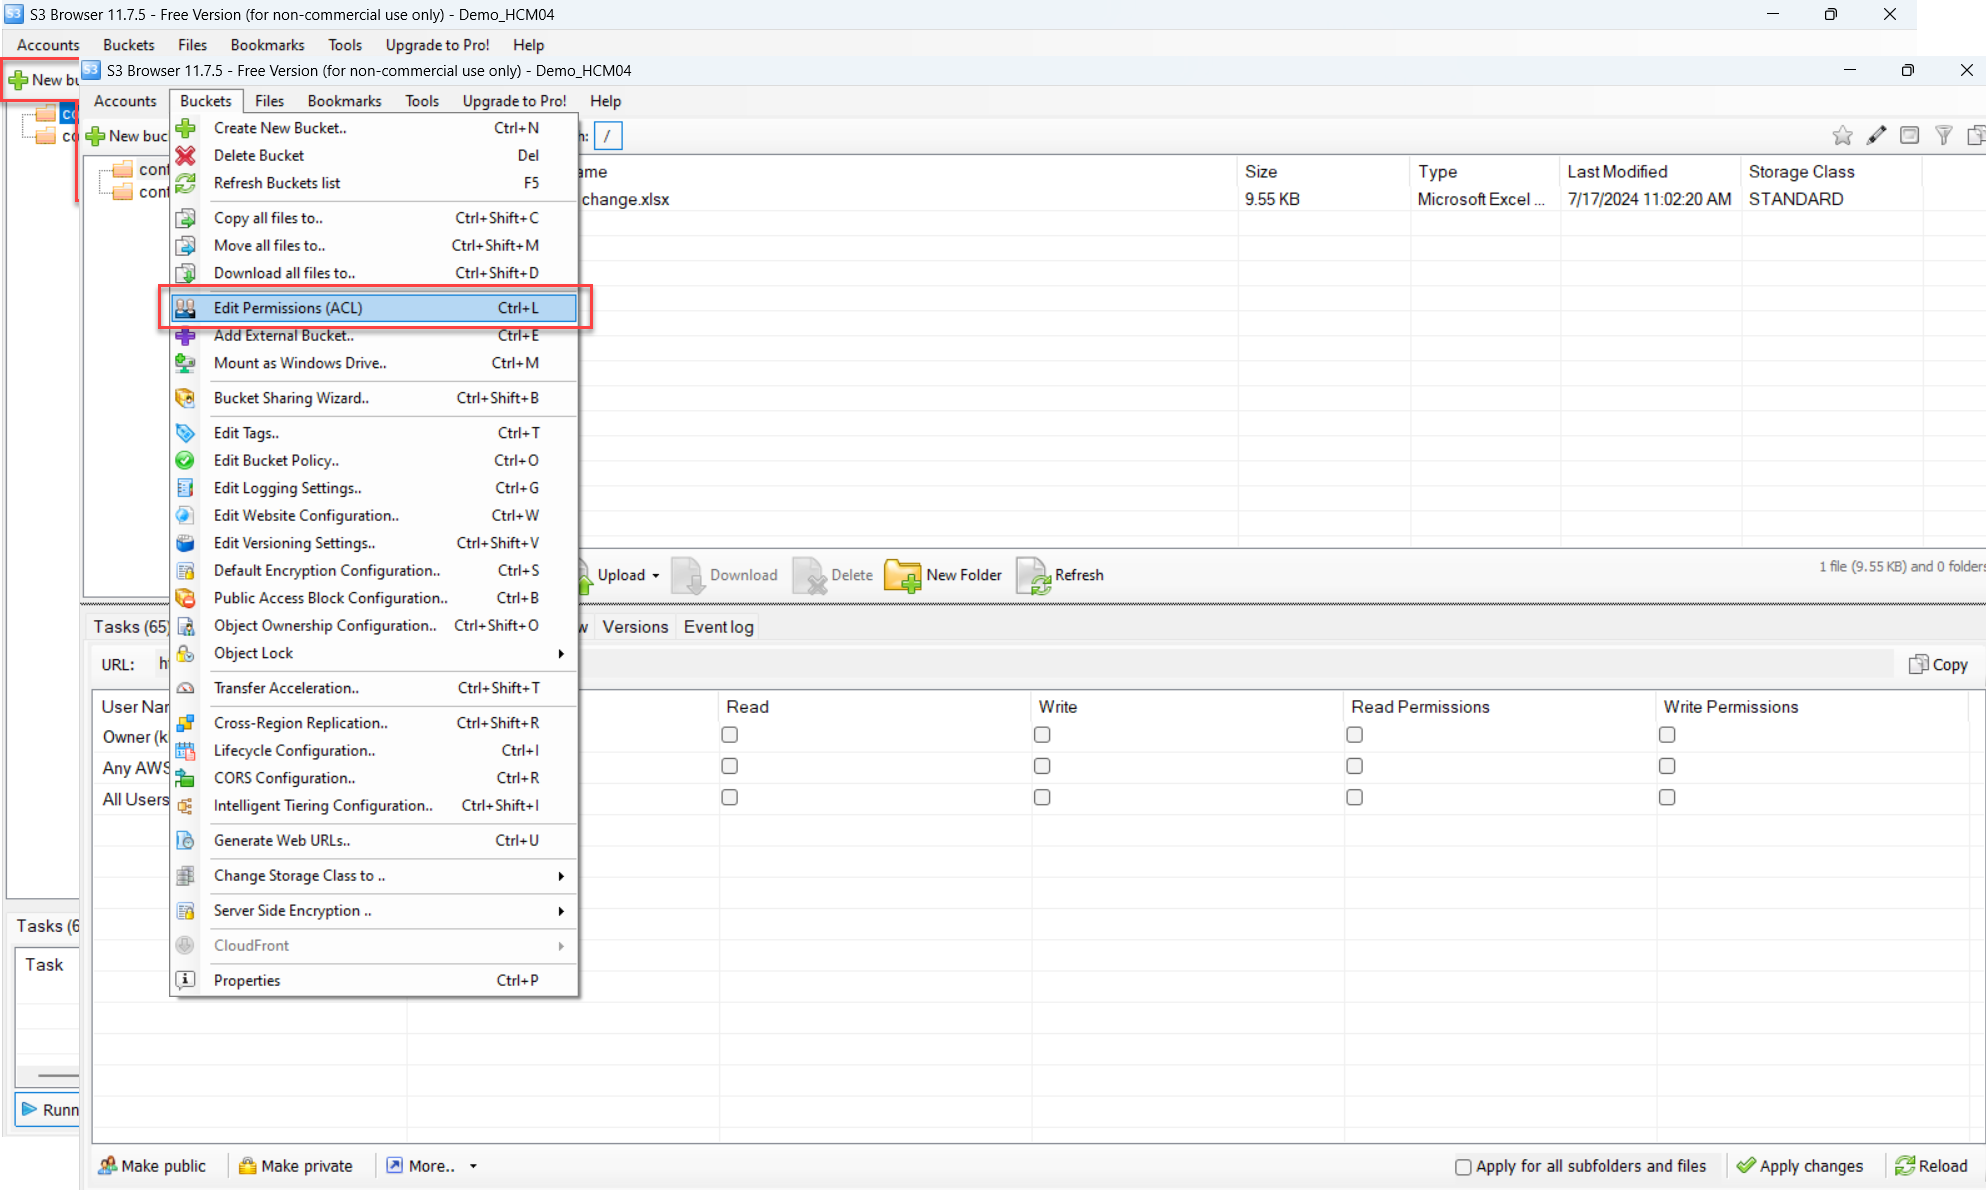 S3 Browser 11.7.5 - Free Version (for non-commercial use only) - Demo_HCM04
Accounts Buckets Files Bookmarks Tools Upgrade to Pro! Help
New bu
S3 Browser 11.7.5 - Free Version (for non-commercial use only) - Demo_HCM04
Accounts Buckets Files Bookmarks Tools Upgrade to Pro! Help
New buc
/
Create New Bucket.. Ctrl+N
Delete Bucket Del
Refresh Buckets list F5
Copy all files to.. Ctrl+Shift+C
Move all files to.. Ctrl+Shift+M
Download all files to.. Ctrl+Shift+D
Edit Permissions (ACL) Ctrl+L
Add External Bucket.. Ctrl+E
Mount as Windows Drive.. Ctrl+M
Bucket Sharing Wizard.. Ctrl+Shift+B
Edit Tags.. Ctrl+T
Edit Bucket Policy.. Ctrl+O
Edit Logging Settings.. Ctrl+G
Edit Website Configuration.. Ctrl+W
Edit Versioning Settings.. Ctrl+Shift+V
Default Encryption Configuration.. Ctrl+S
Public Access Block Configuration.. Ctrl+B
Object Ownership Configuration.. Ctrl+Shift+O
Object Lock
Transfer Acceleration.. Ctrl+Shift+T
Cross-Region Replication.. Ctrl+Shift+R
Lifecycle Configuration.. Ctrl+I
CORS Configuration.. Ctrl+R
Intelligent Tiering Configuration.. Ctrl+Shift+I
Generate Web URLs.. Ctrl+U
Change Storage Class to ..
Server Side Encryption ..
CloudFront
Properties Ctrl+P
ame Size Type Last Modified Storage Class
change.xlsx 9.55 KB Microsoft Excel ... 7/17/2024 11:02:20 AM STANDARD
Upload Download Delete New Folder Refresh
1 file (9.55 KB) and 0 folders
Tasks (65) w Versions Event log
URL: Copy
User Nar Read Write Read Permissions Write Permissions
Owner (k
Any AWS
All Users
Tasks (6
Task
Runn
Make public Make private More.. Apply for all subfolders and files Apply changes Reload